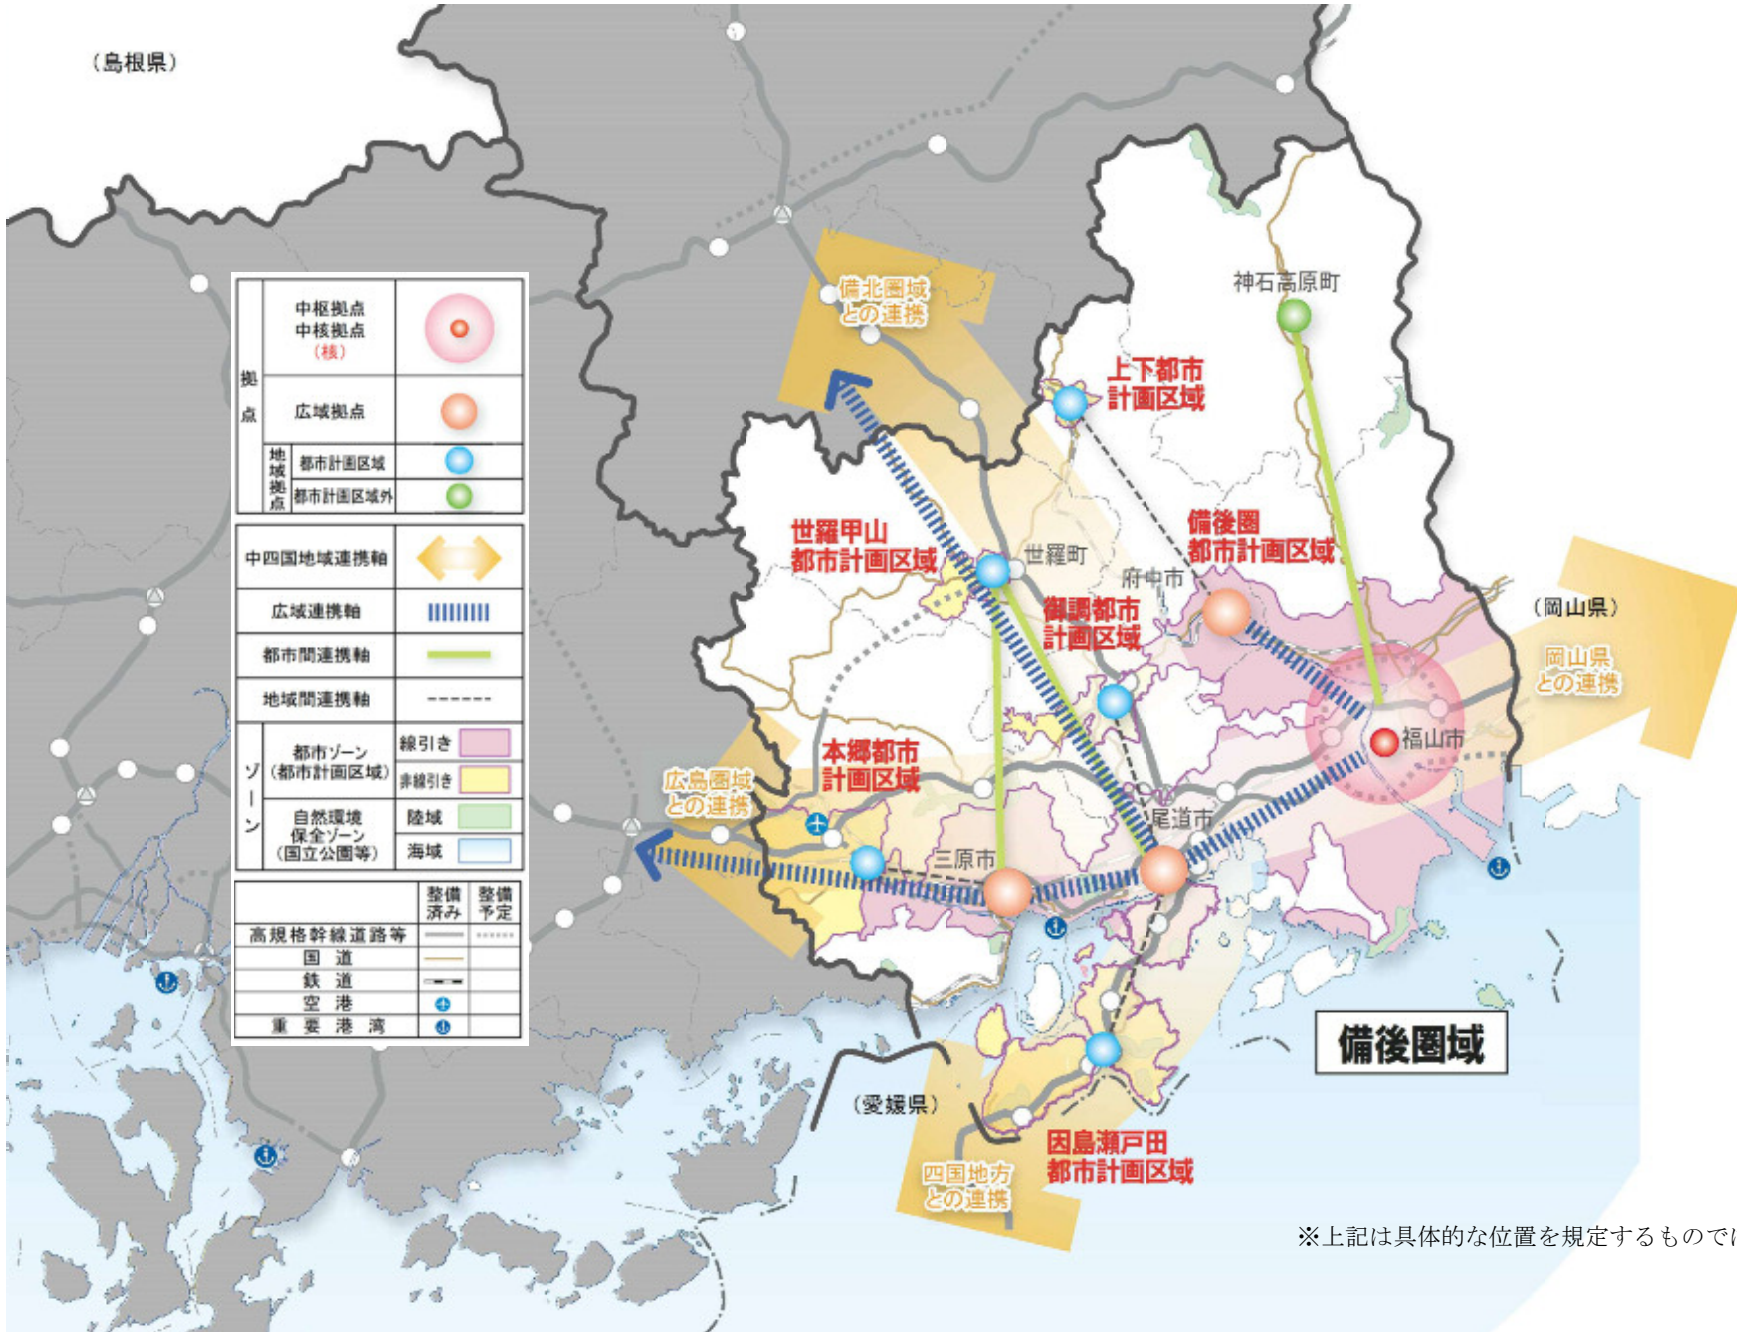 (島根県)
中枢拠点
中核拠点
(核)
拠点
広域拠点
地域拠点
都市計画区域
都市計画区域外
中四国地域連携軸
広域連携軸
都市間連携軸
地域間連携軸
ゾーン
都市ゾーン
(都市計画区域)
線引き
非線引き
自然環境
保全ゾーン
(国立公園等)
陸域
海域
整備
済み
整備
予定
高規格幹線道路等
国道
鉄道
空港
重要港湾
備北圏域
との連携
神石高原町
上下都市
計画区域
世羅甲山
都市計画区域
世羅町
備後圏
都市計画区域
府中市
御調都市
計画区域
(岡山県)
岡山県
との連携
福山市
本郷都市
計画区域
広島圏域
との連携
尾道市
三原市
備後圏域
(愛媛県)
因島瀬戸田
都市計画区域
四国地方
との連携
※上記は具体的な位置を規定するものでは